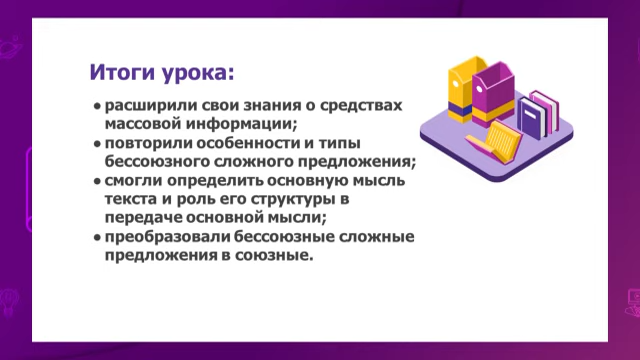 Итоги урока:
● расширили свои знания о средствах
массовой информации;
● повторили особенности и типы
бессоюзного сложного предложения;
● смогли определить основную мысль
текста и роль его структуры в
передаче основной мысли;
● преобразовали бессоюзные сложные
предложения в союзные.